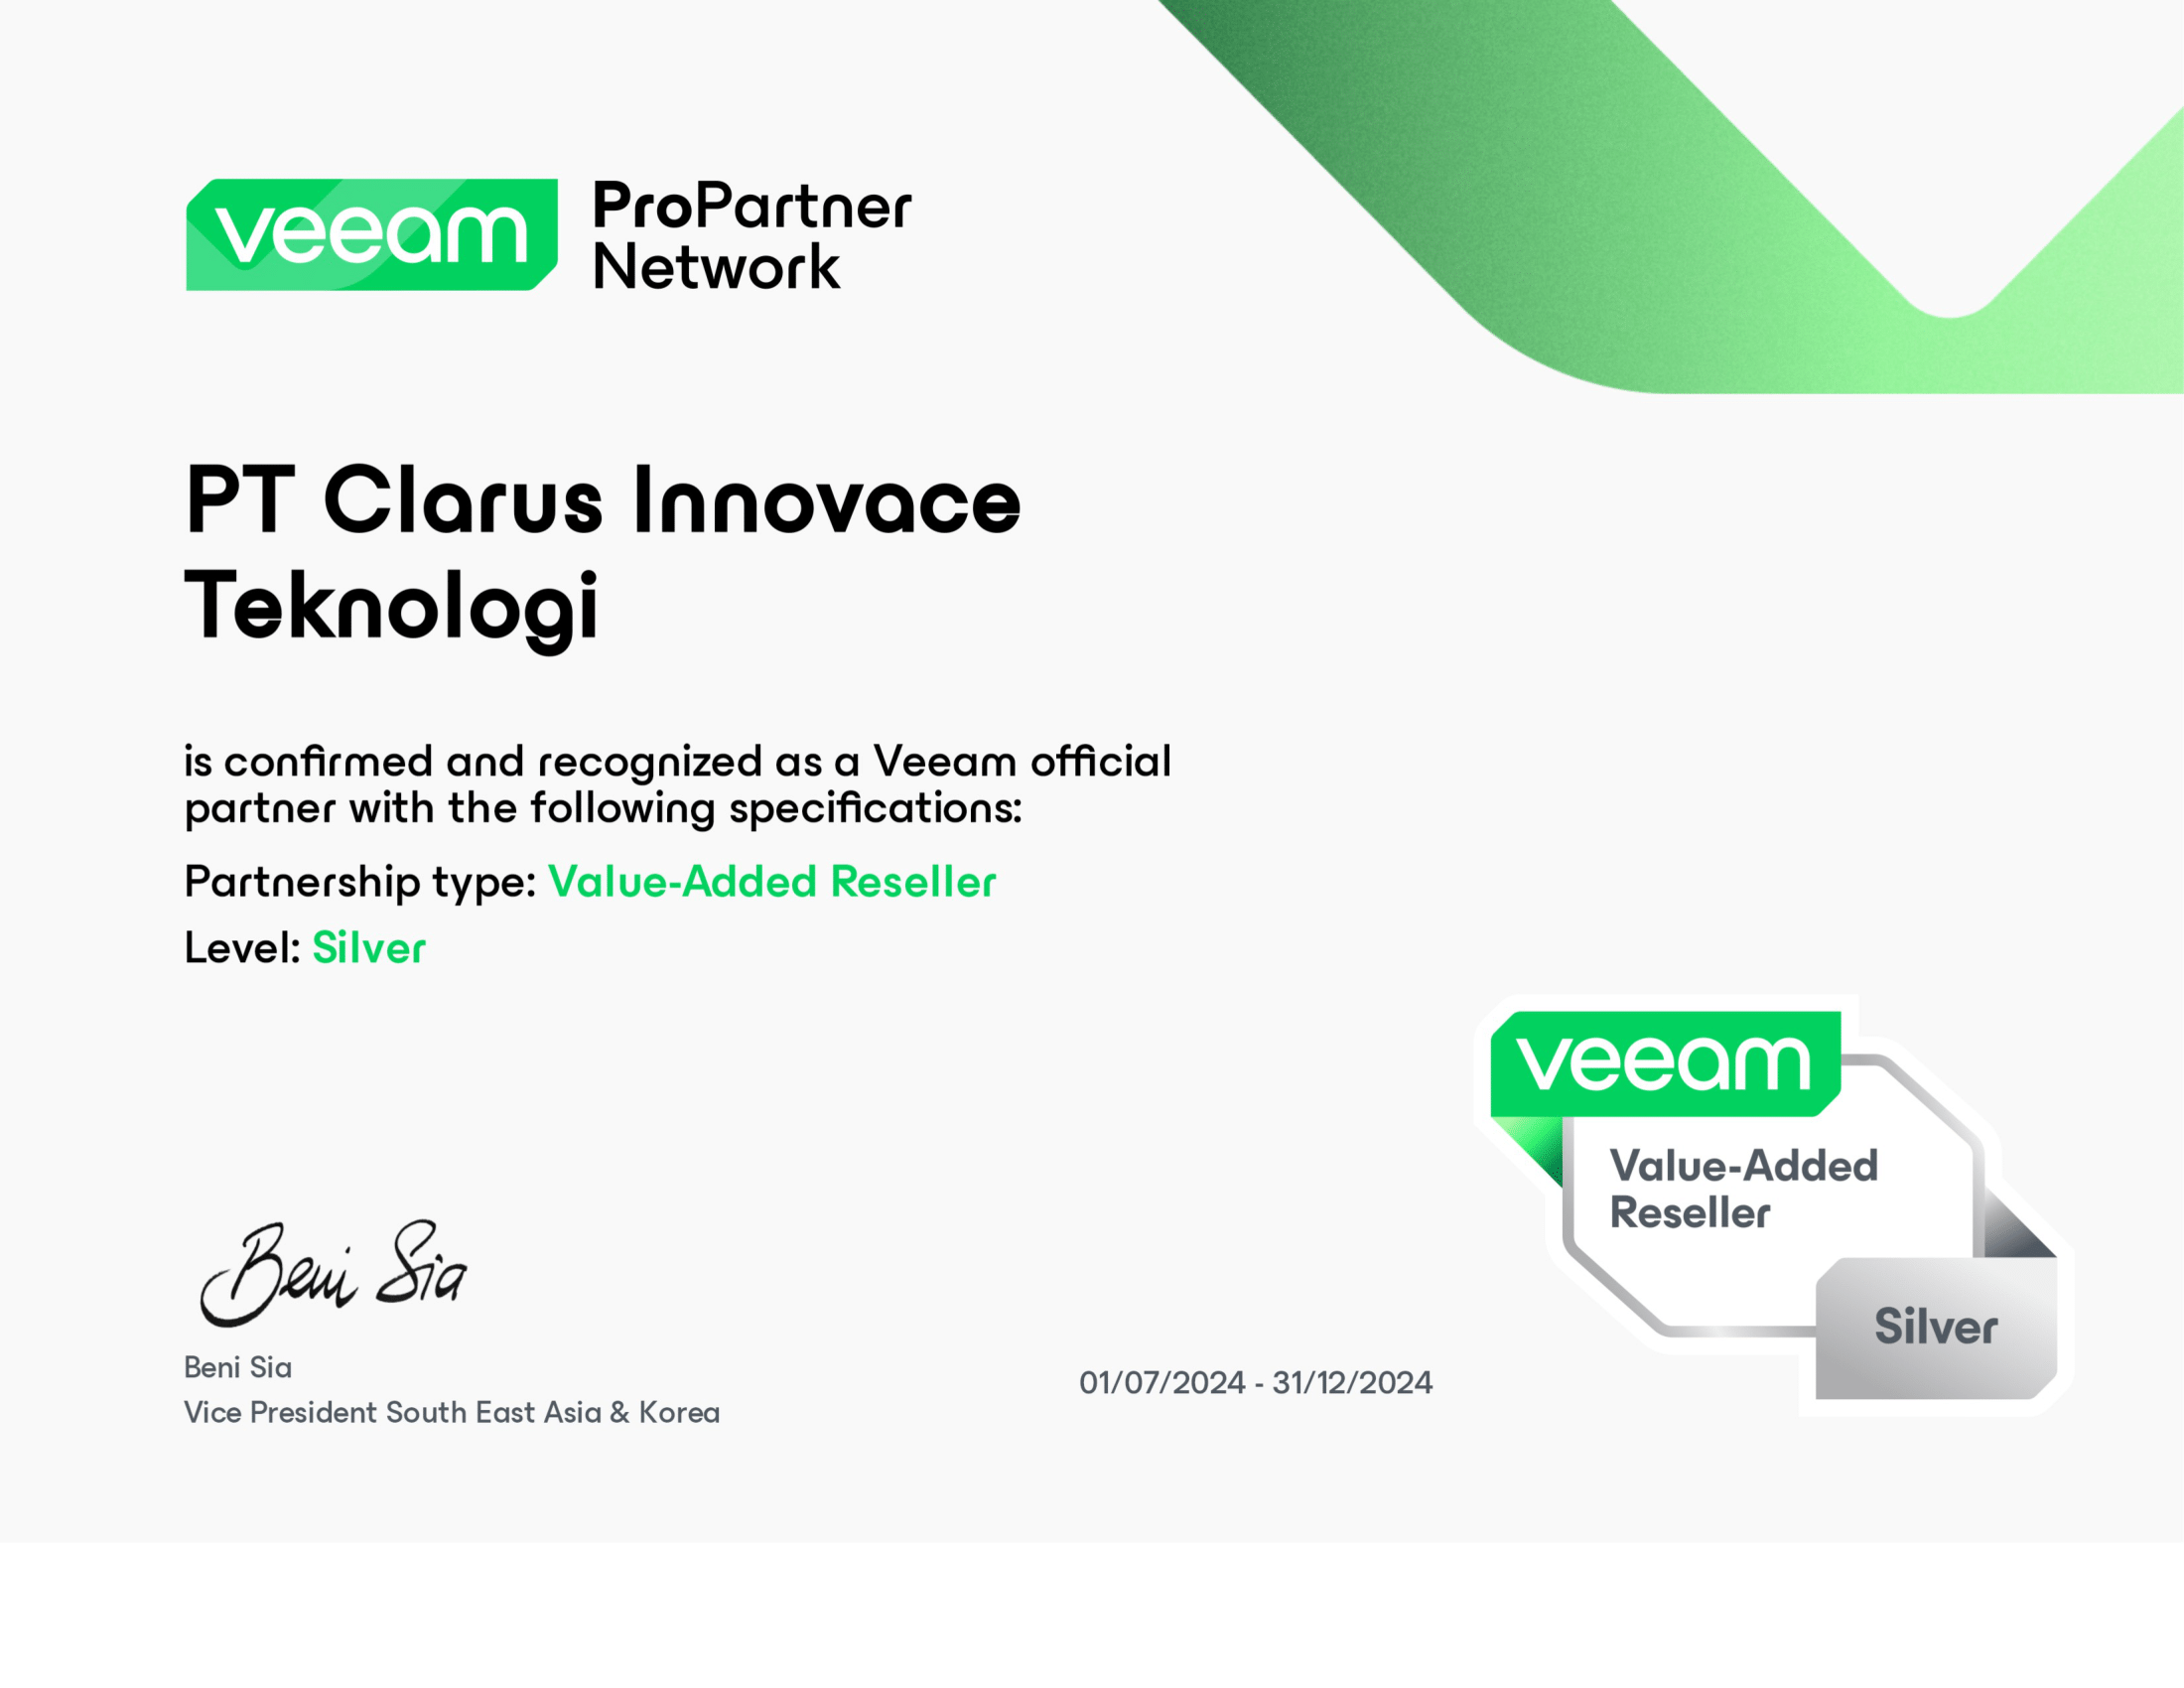 veeam
ProPartner
Network
PT Clarus Innovace
Teknologi
is confirmed and recognized as a Veeam official
partner with the following specifications:
Partnership type: Value-Added Reseller
Level: Silver
veeam
Value-Added
Reseller
Silver
Beni Sia
Beni Sia
Vice President South East Asia & Korea
01/07/2024 - 31/12/2024